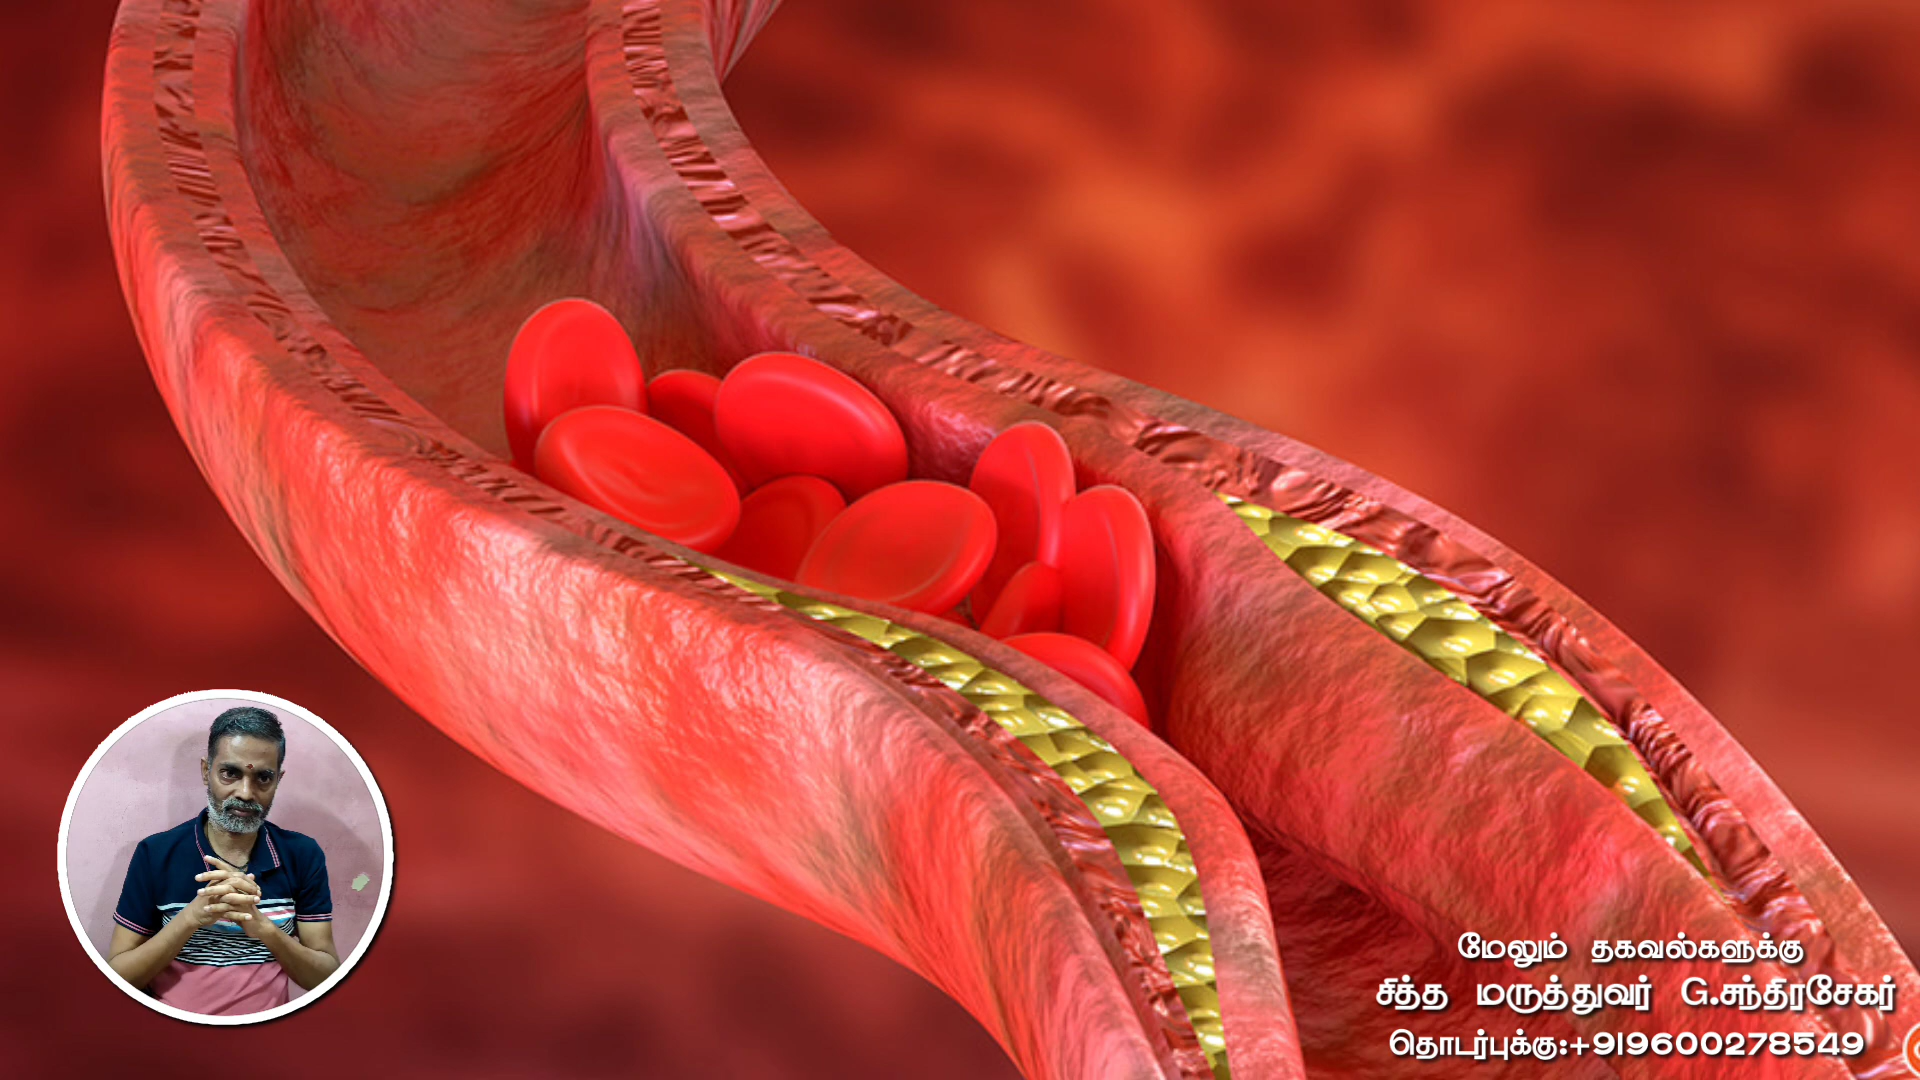 மேலும் தகவல்களுக்கு
சித்த மருத்துவர் G.சந்திரசேகர்
தொடர்புக்கு:+919600278549